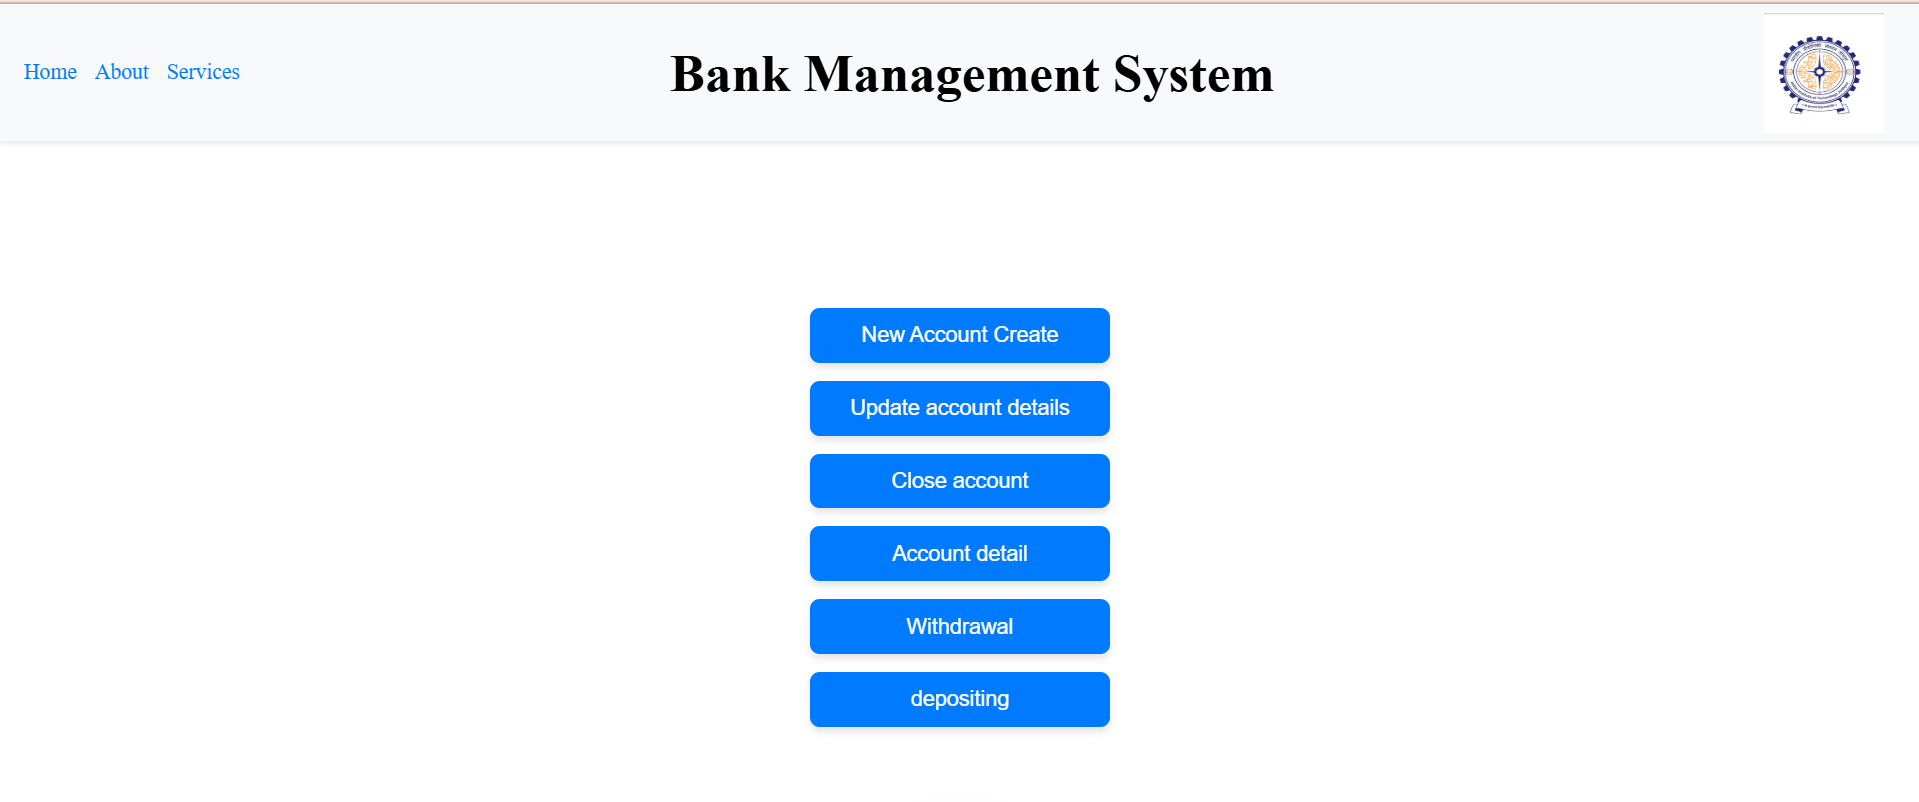 Home About Services
Bank Management System
New Account Create
Update account details
Close account
Account detail
Withdrawal
depositing